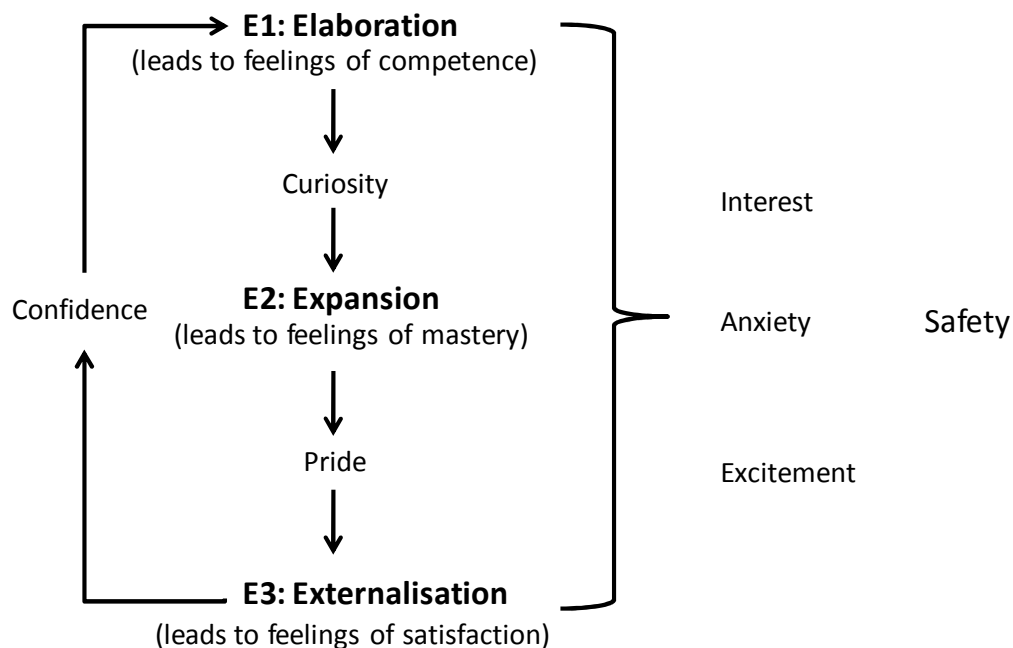 E1: Elaboration
(leads to feelings of competence)
Curiosity
Interest
Confidence
E2: Expansion
(leads to feelings of mastery)
Anxiety
Safety
Pride
Excitement
E3: Externalisation
(leads to feelings of satisfaction)